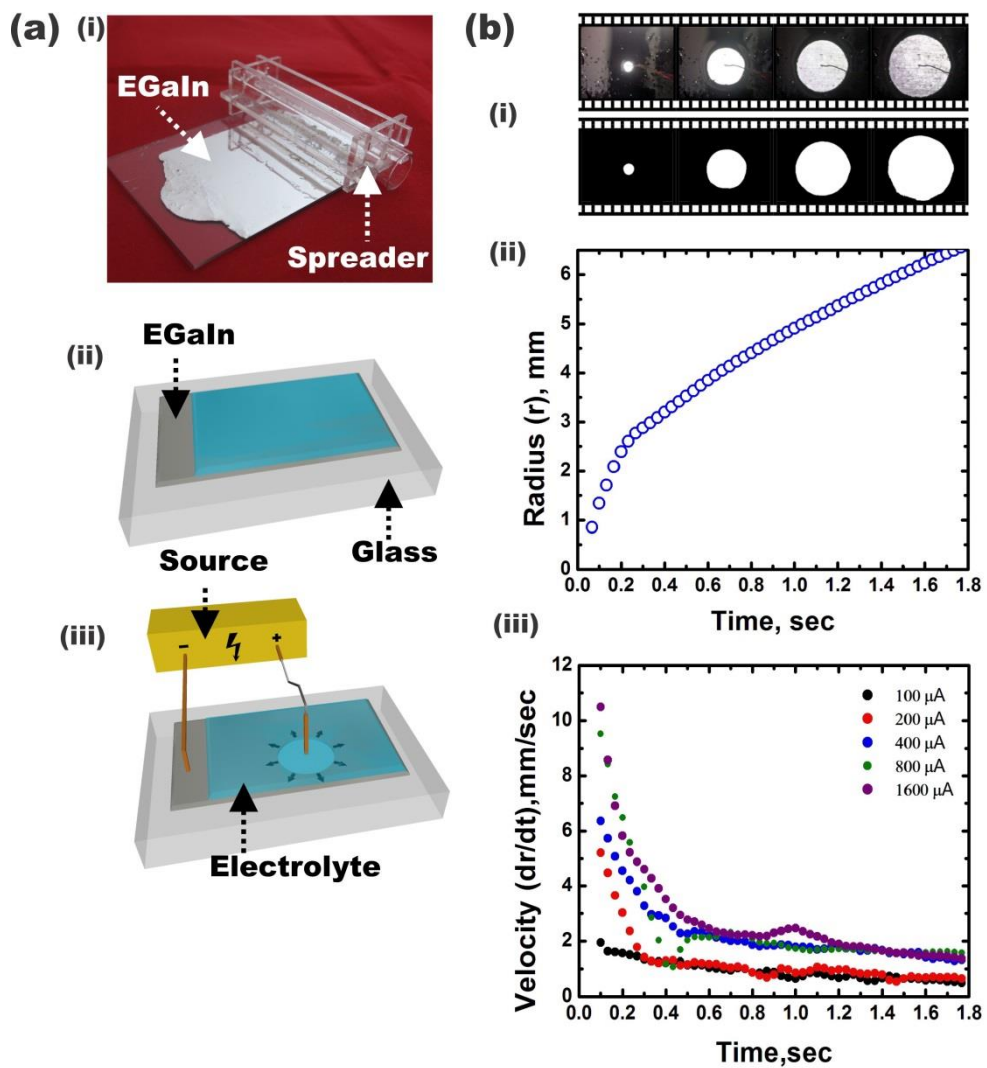 (a) (i)
EGaIn
Spreader
(ii)
EGaIn
Glass
Source
(iii)
- +
Electrolyte
(b)
(i)
(ii)
Radius (r), mm
6
5
4
3
2
1
0
0.0 0.2 0.4 0.6 0.8 1.0 1.2 1.4 1.6 1.8
Time, sec
(iii)
Velocity (dr/dt),mm/sec
12
10
8
6
4
2
0
100 μA
200 μA
400 μA
800 μA
1600 μA
0.0 0.2 0.4 0.6 0.8 1.0 1.2 1.4 1.6 1.8
Time,sec